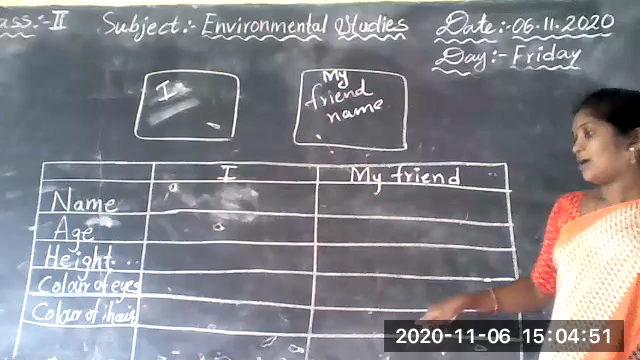 ass:- II Subject:- Environmental Studies Date:- 06.11.2020
Day:- Friday
I
My
friend
name
I My friend
Name
Age
Height
Colour of eyes
Colour of hair
2020-11-06 15:04:51